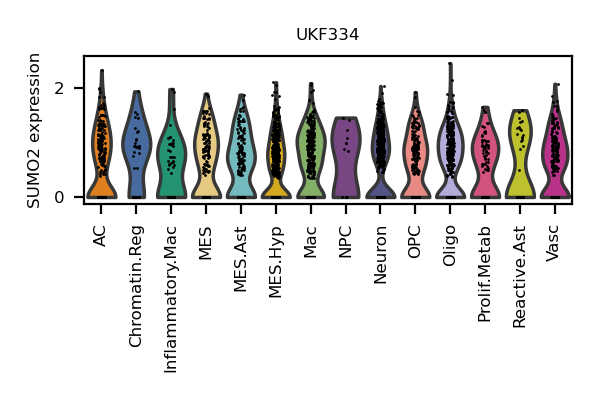 UKF334
SUMO2 expression
2
0
AC
Chromatin.Reg
Inflammatory.Mac
MES
MES.Ast
MES.Hyp
Mac
NPC
Neuron
OPC
Oligo
Prolif.Metab
Reactive.Ast
Vasc